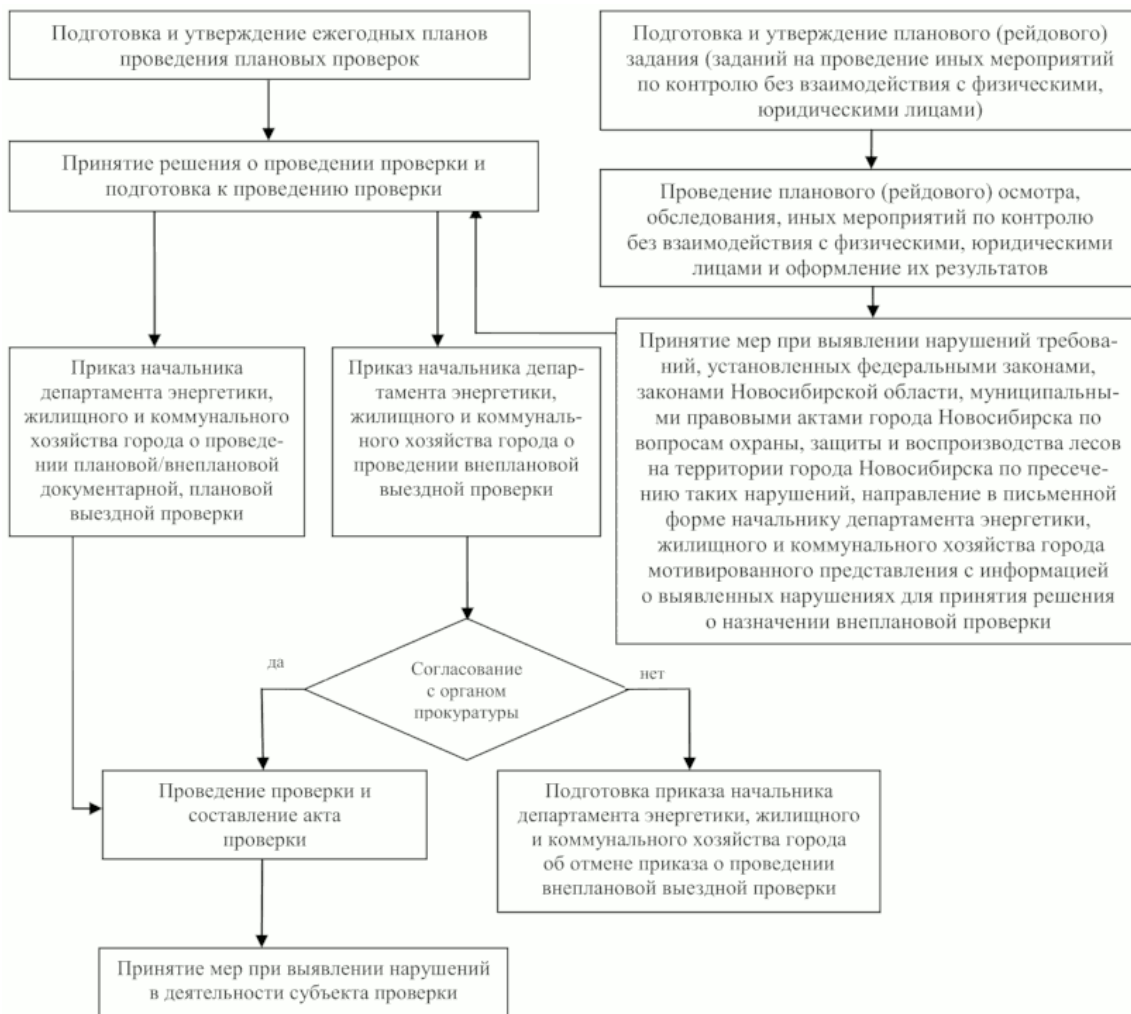 Подготовка и утверждение ежегодных планов
проведения плановых проверок
Подготовка и утверждение планового (рейдового)
задания (заданий на проведение иных мероприятий
по контролю без взаимодействия с физическими,
юридическими лицами)
Принятие решения о проведении проверки и
подготовка к проведению проверки
Проведение планового (рейдового) осмотра,
обследования, иных мероприятий по контролю
без взаимодействия с физическими, юридическими
лицами и оформление их результатов
Приказ начальника
департамента энергетики,
жилищного и коммунального
хозяйства города о проведе-
нии плановой/внеплановой
документарной, плановой
выездной проверки
Приказ начальника депар-
тамента энергетики,
жилищного и коммуналь-
ного хозяйства города о
проведении внеплановой
выездной проверки
Принятие мер при выявлении нарушений требова-
ний, установленных федеральными законами,
законами Новосибирской области, муниципальны-
ми правовыми актами города Новосибирска по
вопросам охраны, защиты и воспроизводства лесов
на территории города Новосибирска по пресече-
нию таких нарушений, направление в письменной
форме начальнику департамента энергетики,
жилищного и коммунального хозяйства города
мотивированного представления с информацией
о выявленных нарушениях для принятия решения
о назначении внеплановой проверки
да
Согласование
с органом
прокуратуры
нет
Проведение проверки и
составление акта
проверки
Подготовка приказа начальника
департамента энергетики, жилищного
и коммунального хозяйства города
об отмене приказа о проведении
внеплановой выездной проверки
Принятие мер при выявлении нарушений
в деятельности субъекта проверки